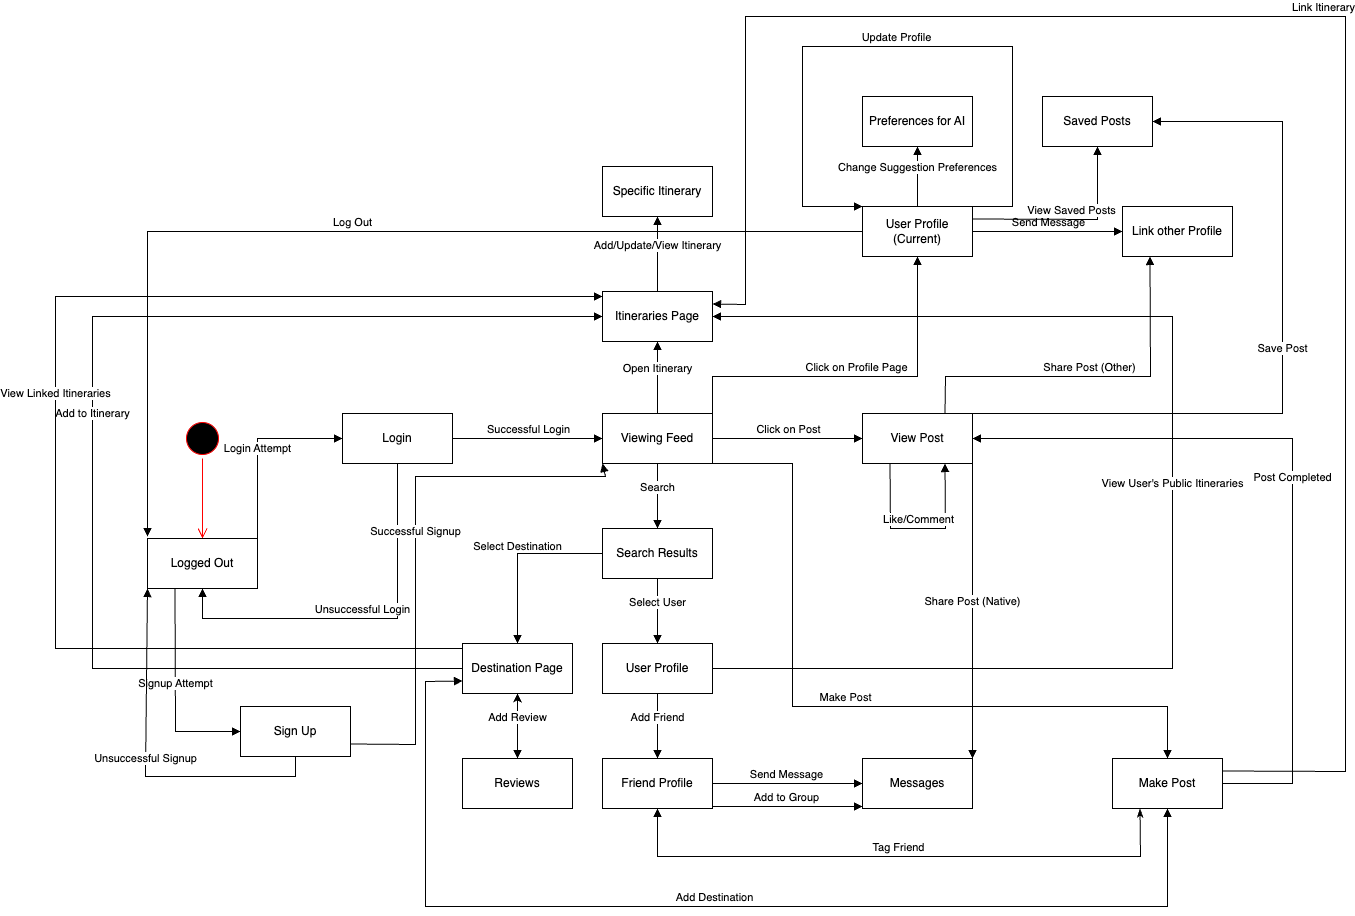 Link Itinerary
Update Profile
Preferences for AI
Saved Posts
Change Suggestion Preferences
Specific Itinerary
View Saved Posts
Log Out
User Profile
(Current)
Send Message
Link other Profile
Add/Update/View Itinerary
Itineraries Page
Save Post
Open Itinerary
Click on Profile Page
Share Post (Other)
View Linked Itineraries
Add to Itinerary
Login Attempt
Login
Successful Login
Viewing Feed
Click on Post
View Post
Search
View User's Public Itineraries
Post Completed
Like/Comment
Successful Signup
Select Destination
Search Results
Logged Out
Unsuccessful Login
Select User
Share Post (Native)
Destination Page
User Profile
Signup Attempt
Make Post
Add Review
Add Friend
Sign Up
Unsuccessful Signup
Reviews
Friend Profile
Send Message
Add to Group
Messages
Make Post
Tag Friend
Add Destination